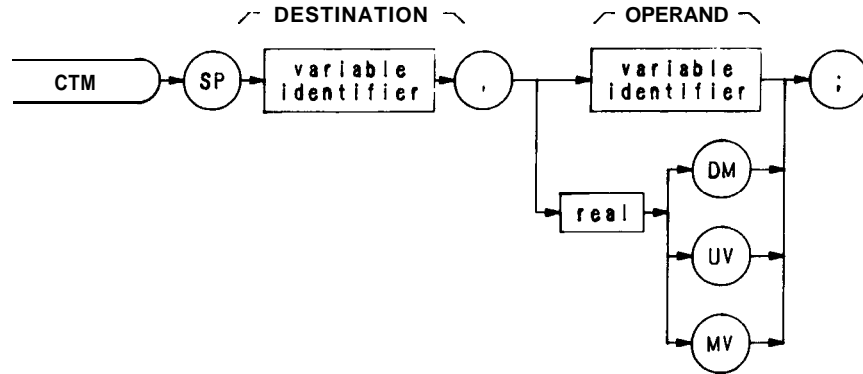 DESTINATION
OPERAND
CTM
SP
variable
identifier
,
variable
identifier
;
real
DM
UV
MV